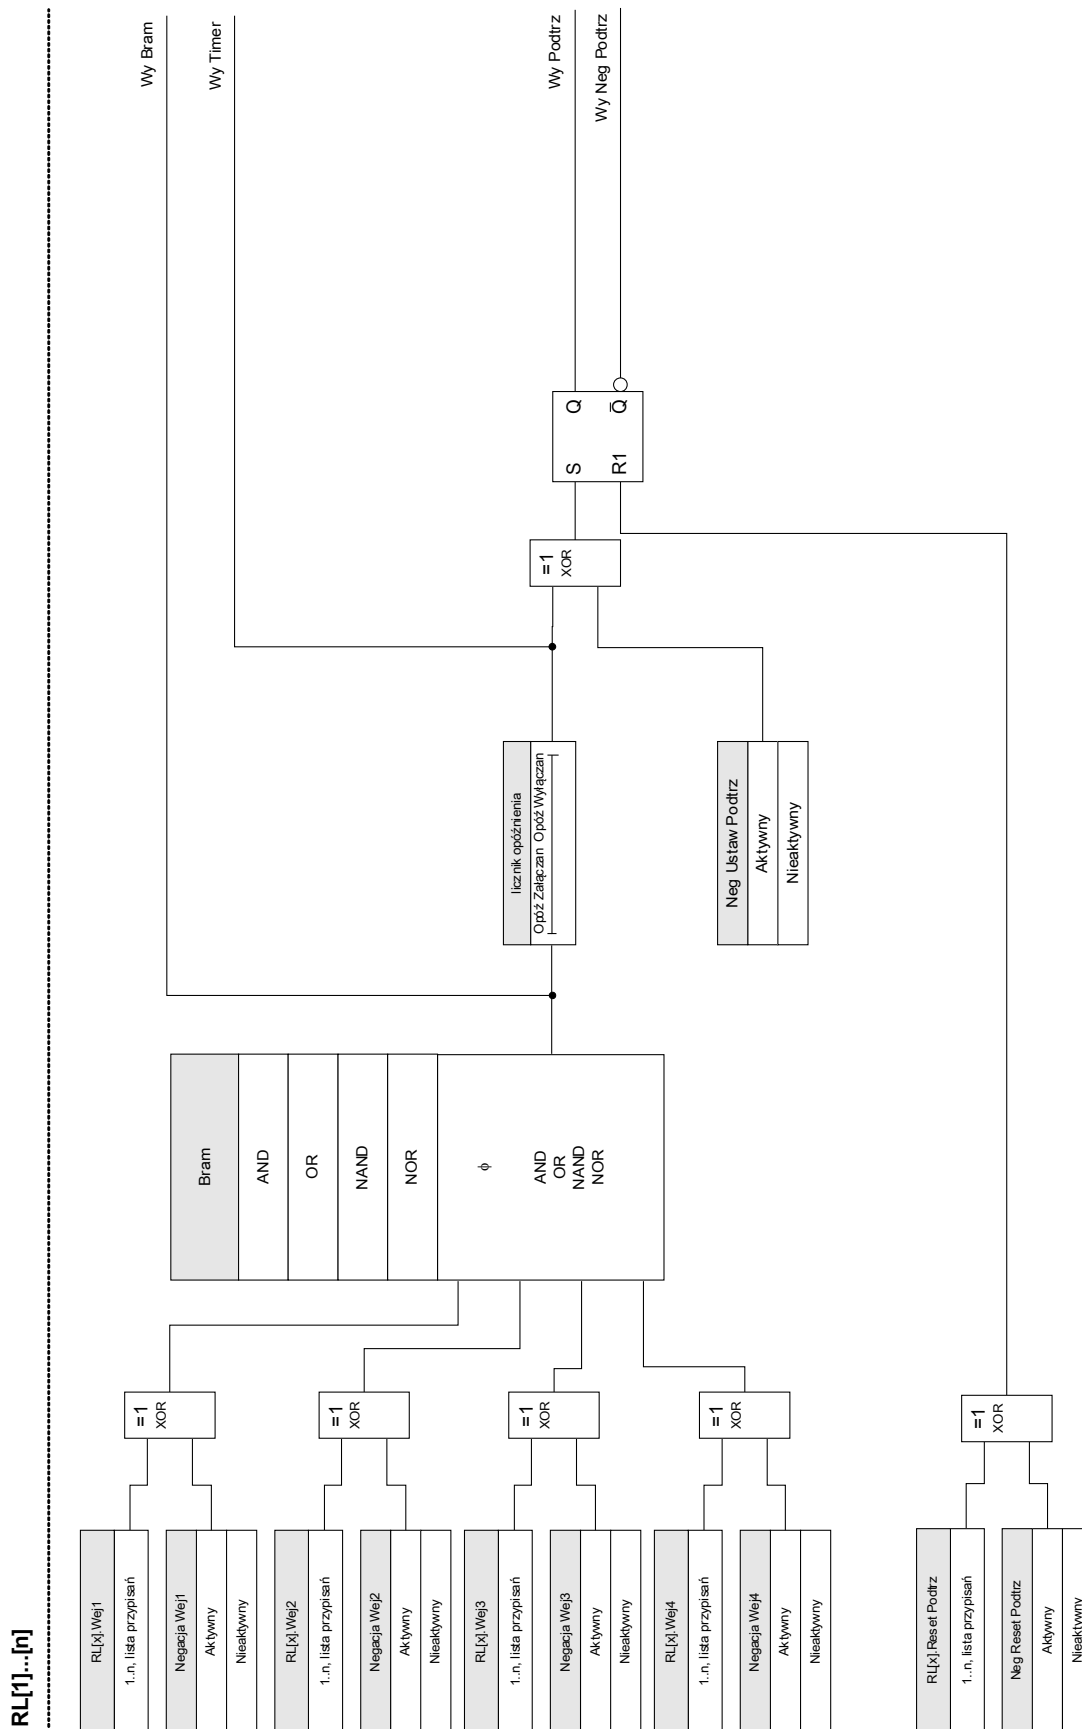 RL[1]...[n]
RL[x].Wej1
1..n, lista przypisań
Negacja Wej1
Aktywny
Nieaktywny
RL[x].Wej2
1..n, lista przypisań
Negacja Wej2
Aktywny
Nieaktywny
RL[x].Wej3
1..n, lista przypisań
Negacja Wej3
Aktywny
Nieaktywny
RL[x].Wej4
1..n, lista przypisań
Negacja Wej4
Aktywny
Nieaktywny
RL[x].Reset Podtrz
1..n, lista przypisań
Neg Reset Podtrz
Aktywny
Nieaktywny
=1
XOR
=1
XOR
=1
XOR
=1
XOR
=1
XOR
Bram
AND
OR
NAND
NOR
ϕ
AND
OR
NAND
NOR
licznik opóźnienia
Opóź Załączan Opóź Wyłączan
Neg Ustaw Podtrz
Aktywny
Nieaktywny
=1
XOR
S Q
R1 Q̅
Wy Bram
Wy Timer
Wy Podtrz
Wy Neg Podtrz